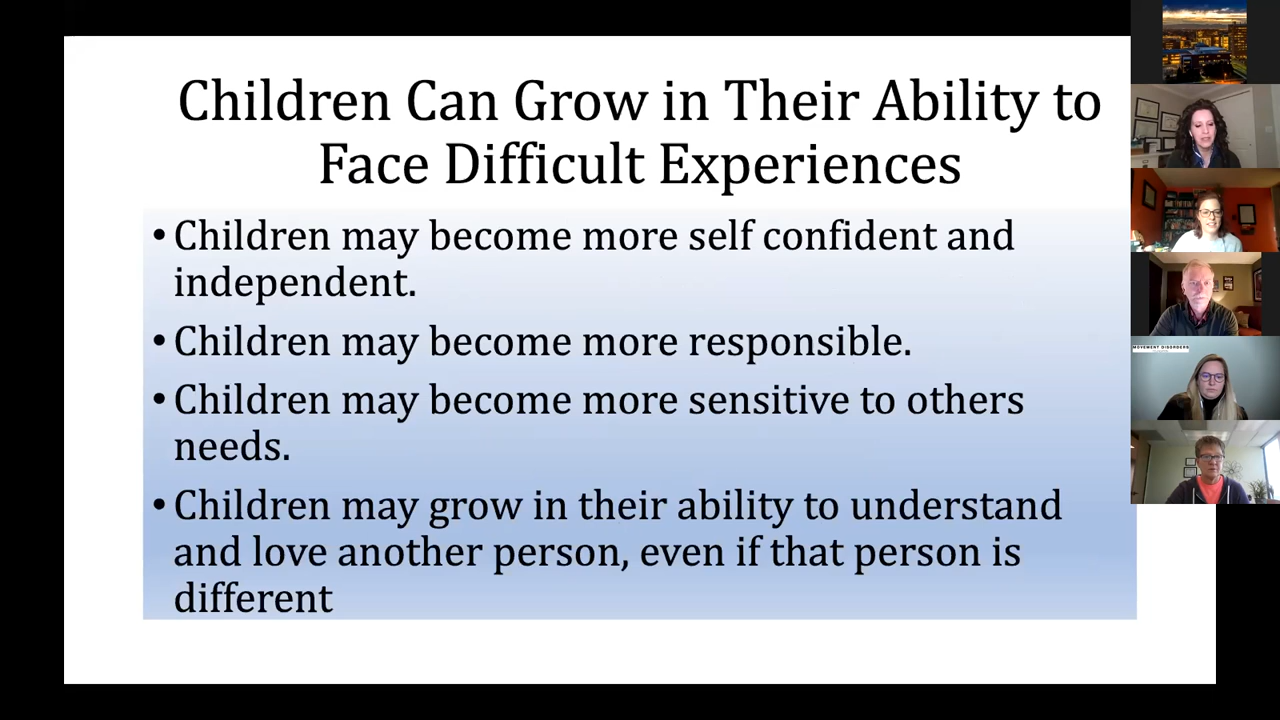 Children Can Grow in Their Ability to
Face Difficult Experiences
• Children may become more self confident and
independent.
• Children may become more responsible.
• Children may become more sensitive to others
needs.
• Children may grow in their ability to understand
and love another person, even if that person is
different
MOVEMENT DISORDERS